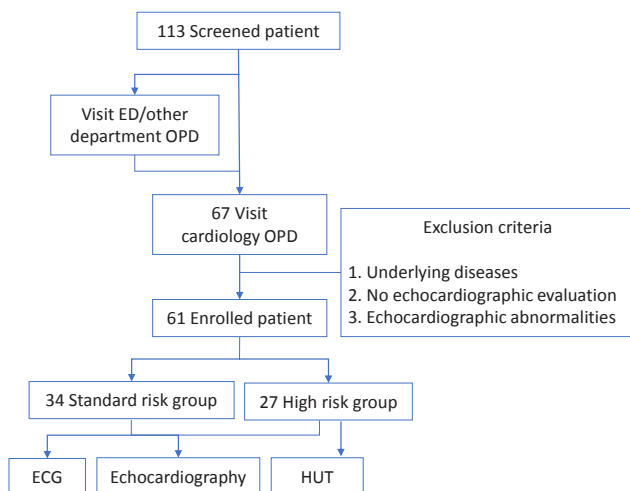 113 Screened patient
Visit ED/other
department OPD
67 Visit
cardiology OPD
Exclusion criteria
1. Underlying diseases
2. No echocardiographic evaluation
3. Echocardiographic abnormalities
61 Enrolled patient
34 Standard risk group
27 High risk group
ECG
Echocardiography
HUT